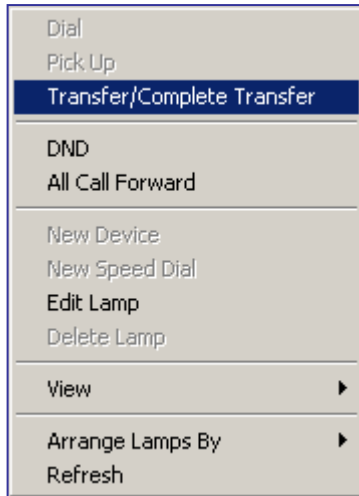 Dial
Pick Up
Transfer/Complete Transfer
DND
All Call Forward
New Device
New Speed Dial
Edit Lamp
Delete Lamp
View
Arrange Lamps By
Refresh